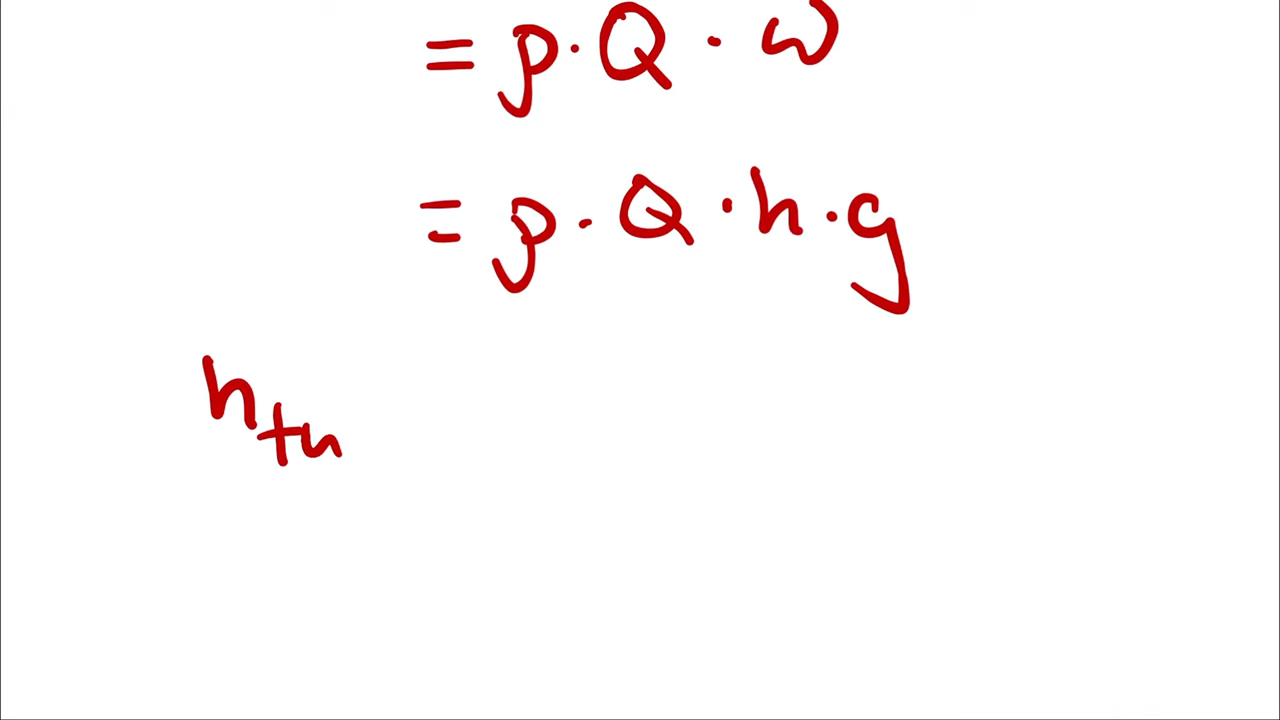 = ρ · Q · w
= ρ · Q · h · g
h_tu